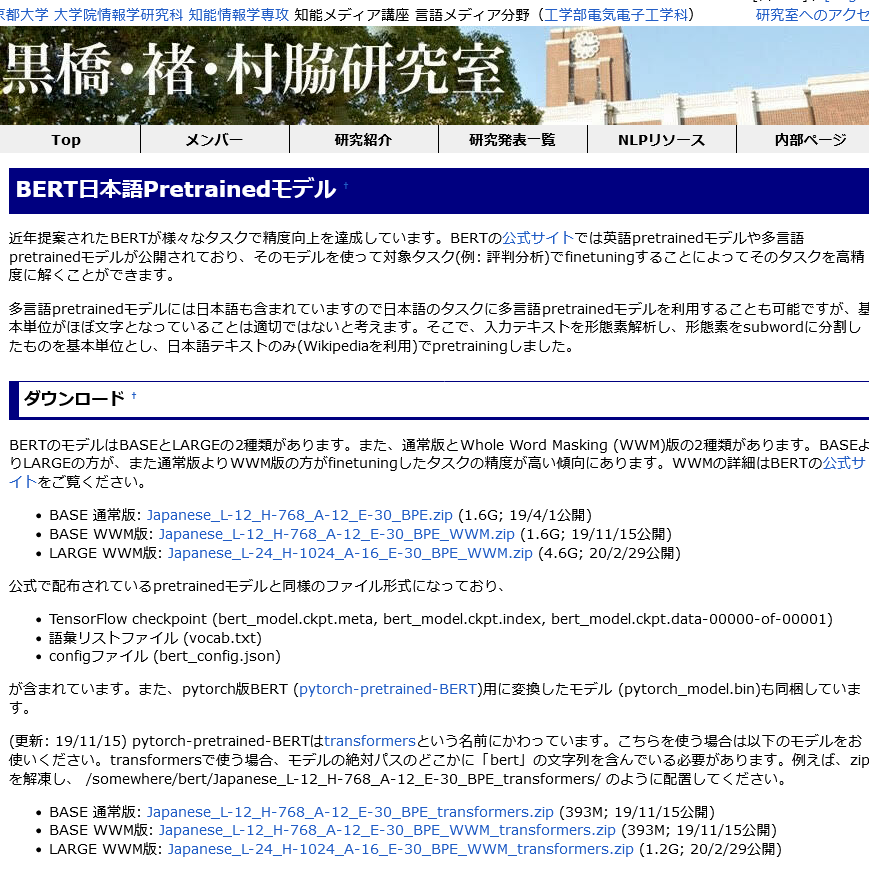 京都大学 大学院情報学研究科 知能情報学専攻 知能メディア講座 言語メディア分野（工学部電気電子工学科）
研究室へのアクセ
黒橋・褚・村脇研究室
Top
メンバー
研究紹介
研究発表一覧
NLPリソース
内部ページ
BERT日本語Pretrainedモデル †
近年提案されたBERTが様々なタスクで精度向上を達成しています。BERTの公式サイトでは英語pretrainedモデルや多言語
pretrainedモデルが公開されており、そのモデルを使って対象タスク(例: 評判分析)でfinetuningすることによってそのタスクを高精
度に解くことができます。
多言語pretrainedモデルには日本語も含まれていますので日本語のタスクに多言語pretrainedモデルを利用することも可能ですが、基
本単位がほぼ文字となっていることは適切ではないと考えます。そこで、入力テキストを形態素解析し、形態素をsubwordに分割し
たものを基本単位とし、日本語テキストのみ(Wikipediaを利用)でpretrainingしました。
ダウンロード †
BERTのモデルはBASEとLARGEの2種類があります。また、通常版とWhole Word Masking (WWM)版の2種類があります。BASEよ
りLARGEの方が、また通常版よりWWM版の方がfinetuningしたタスクの精度が高い傾向にあります。WWMの詳細はBERTの公式サ
イトをご覧ください。
• BASE 通常版: Japanese_L-12_H-768_A-12_E-30_BPE.zip (1.6G; 19/4/1公開)
• BASE WWM版: Japanese_L-12_H-768_A-12_E-30_BPE_WWM.zip (1.6G; 19/11/15公開)
• LARGE WWM版: Japanese_L-24_H-1024_A-16_E-30_BPE_WWM.zip (4.6G; 20/2/29公開)
公式で配布されているpretrainedモデルと同様のファイル形式になっており、
• TensorFlow checkpoint (bert_model.ckpt.meta, bert_model.ckpt.index, bert_model.ckpt.data-00000-of-00001)
• 語彙リストファイル (vocab.txt)
• configファイル (bert_config.json)
が含まれています。また、pytorch版BERT (pytorch-pretrained-BERT)用に変換したモデル (pytorch_model.bin)も同梱していま
す。
(更新: 19/11/15) pytorch-pretrained-BERTはtransformersという名前にかわっています。こちらを使う場合は以下のモデルをお
使いください。transformersで使う場合、モデルの絶対パスのどこかに「bert」の文字列を含んでいる必要があります。例えば、zip
を解凍し、 /somewhere/bert/Japanese_L-12_H-768_A-12_E-30_BPE_transformers/ のように配置してください。
• BASE 通常版: Japanese_L-12_H-768_A-12_E-30_BPE_transformers.zip (393M; 19/11/15公開)
• BASE WWM版: Japanese_L-12_H-768_A-12_E-30_BPE_WWM_transformers.zip (393M; 19/11/15公開)
• LARGE WWM版: Japanese_L-24_H-1024_A-16_E-30_BPE_WWM_transformers.zip (1.2G; 20/2/29公開)